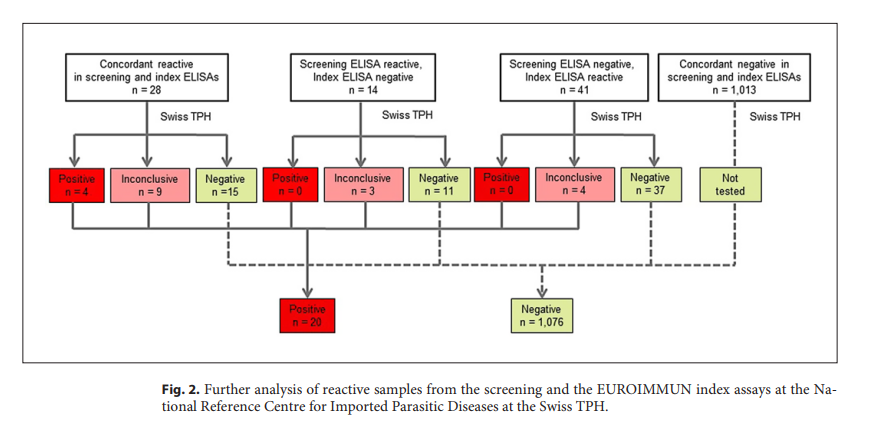 Concordant reactive
in screening and index ELISAs
n = 28
Screening ELISA reactive,
Index ELISA negative
n = 14
Screening ELISA negative,
Index ELISA reactive
n = 41
Concordant negative in
screening and index ELISAs
n = 1,013
Swiss TPH
Swiss TPH
Swiss TPH
Swiss TPH
Positive
n = 4
Inconclusive
n = 9
Negative
n =15
Positive
n = 0
Inconclusive
n = 3
Negative
n = 11
Positive
n = 0
Inconclusive
n = 4
Negative
n = 37
Not
tested
Positive
n = 20
Negative
n = 1,076
Fig. 2. Further analysis of reactive samples from the screening and the EUROIMMUN index assays at the Na-
tional Reference Centre for Imported Parasitic Diseases at the Swiss TPH.